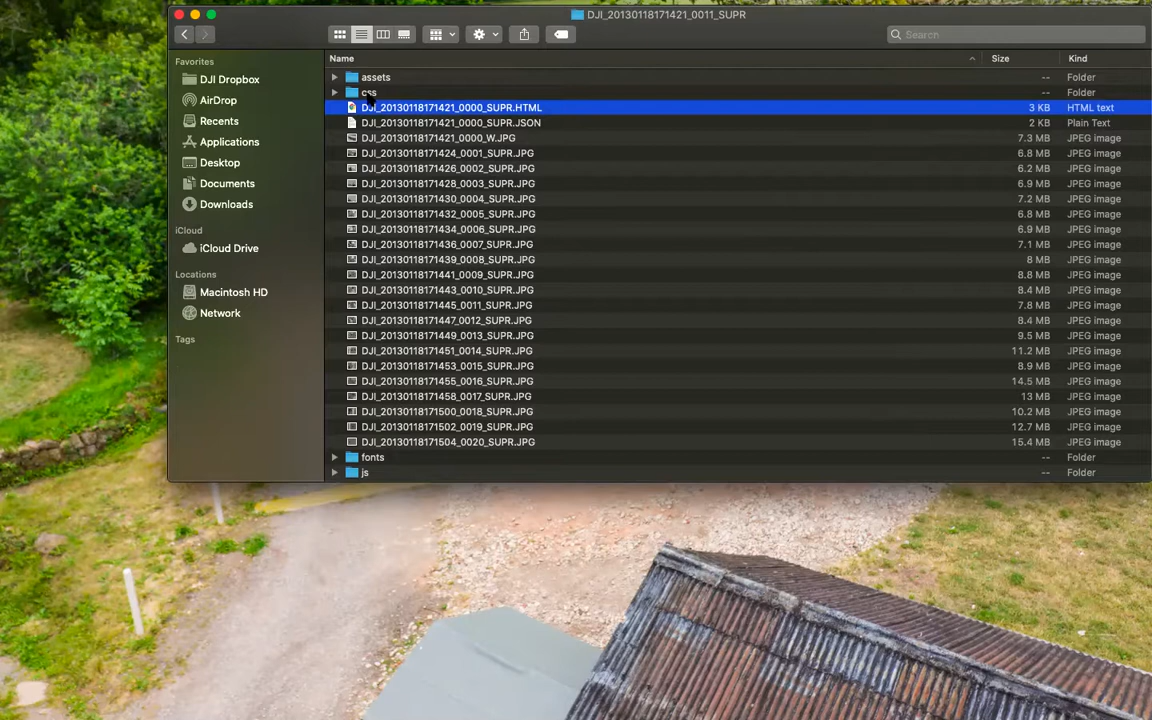 DJI_20130118171421_0011_SUPR
Search
Favorites
DJI Dropbox
AirDrop
Recents
Applications
Desktop
Documents
Downloads
iCloud
iCloud Drive
Locations
Macintosh HD
Network
Tags
Name Size Kind
assets -- Folder
css -- Folder
DJI_20130118171421_0000_SUPR.HTML 3 KB HTML text
DJI_20130118171421_0000_SUPR.JSON 2 KB Plain Text
DJI_20130118171421_0000_W.JPG 7.3 MB JPEG image
DJI_20130118171424_0001_SUPR.JPG 6.8 MB JPEG image
DJI_20130118171426_0002_SUPR.JPG 6.2 MB JPEG image
DJI_20130118171428_0003_SUPR.JPG 6.9 MB JPEG image
DJI_20130118171430_0004_SUPR.JPG 7.2 MB JPEG image
DJI_20130118171432_0005_SUPR.JPG 6.8 MB JPEG image
DJI_20130118171434_0006_SUPR.JPG 6.9 MB JPEG image
DJI_20130118171436_0007_SUPR.JPG 7.1 MB JPEG image
DJI_20130118171439_0008_SUPR.JPG 8 MB JPEG image
DJI_20130118171441_0009_SUPR.JPG 8.8 MB JPEG image
DJI_20130118171443_0010_SUPR.JPG 8.4 MB JPEG image
DJI_20130118171445_0011_SUPR.JPG 7.8 MB JPEG image
DJI_20130118171447_0012_SUPR.JPG 8.4 MB JPEG image
DJI_20130118171449_0013_SUPR.JPG 9.5 MB JPEG image
DJI_20130118171451_0014_SUPR.JPG 11.2 MB JPEG image
DJI_20130118171453_0015_SUPR.JPG 8.9 MB JPEG image
DJI_20130118171455_0016_SUPR.JPG 14.5 MB JPEG image
DJI_20130118171458_0017_SUPR.JPG 13 MB JPEG image
DJI_20130118171500_0018_SUPR.JPG 10.2 MB JPEG image
DJI_20130118171502_0019_SUPR.JPG 12.7 MB JPEG image
DJI_20130118171504_0020_SUPR.JPG 15.4 MB JPEG image
fonts -- Folder
js -- Folder